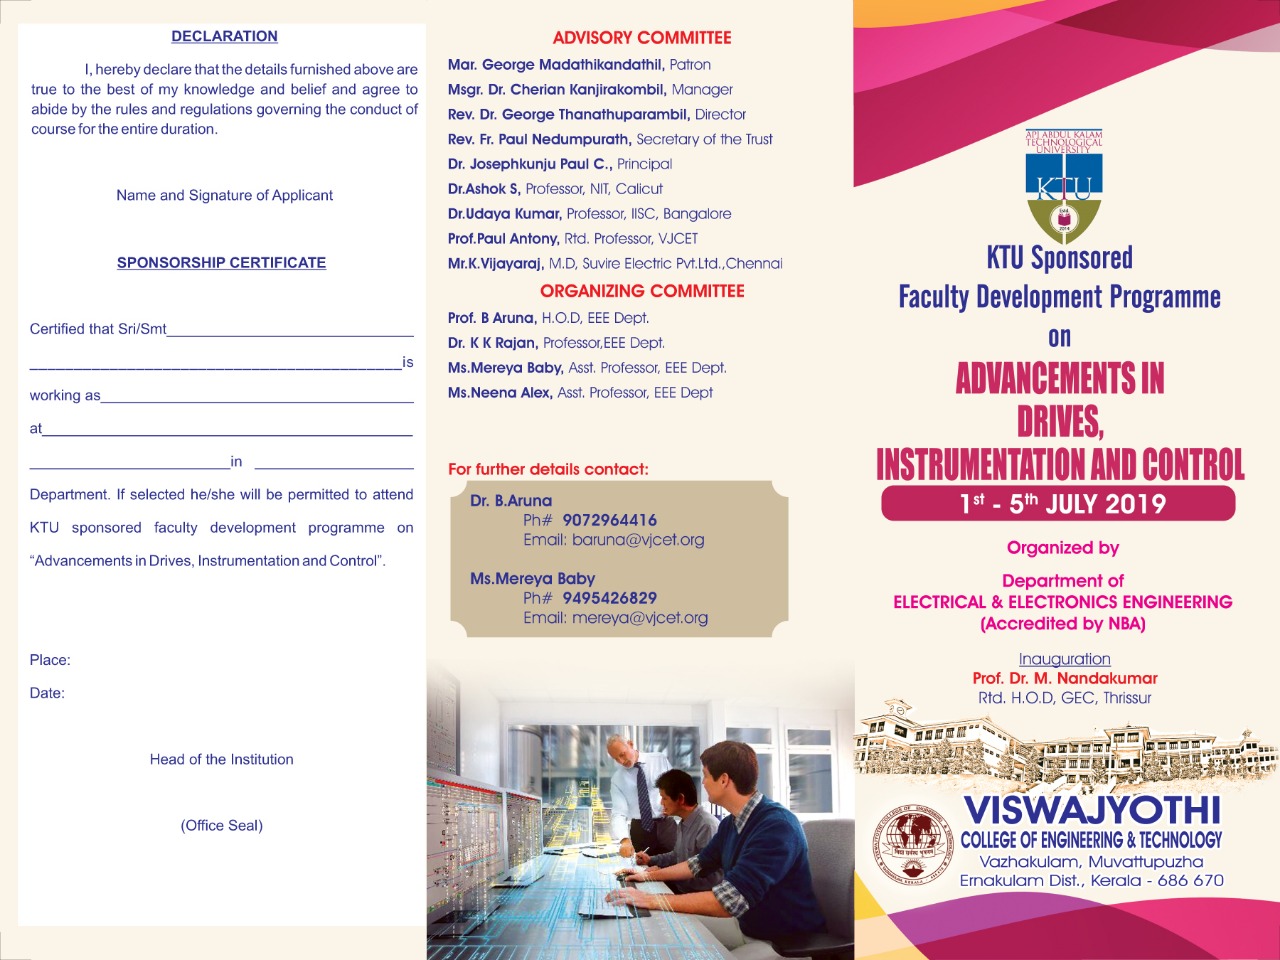 DECLARATION
I, hereby declare that the details furnished above are
true to the best of my knowledge and belief and agree to
abide by the rules and regulations governing the conduct of
course for the entire duration.
Name and Signature of Applicant
SPONSORSHIP CERTIFICATE
Certified that Sri/Smt
is
working as
at
in
Department. If selected he/she will be permitted to attend
KTU sponsored faculty development programme on
“Advancements in Drives, Instrumentation and Control”.
Place:
Date:
Head of the Institution
(Office Seal)
ADVISORY COMMITTEE
Mar. George Madathikandathil, Patron
Msgr. Dr. Cherian Kanjirakombil, Manager
Rev. Dr. George Thanathuparambil, Director
Rev. Fr. Paul Nedumpurath, Secretary of the Trust
Dr. Josephkunju Paul C., Principal
Dr.Ashok S, Professor, NIT, Calicut
Dr.Udaya Kumar, Professor, IISC, Bangalore
Prof.Paul Antony, Rtd. Professor, VJCET
Mr.K.Vijayaraj, M.D, Suvire Electric Pvt.Ltd.,Chennai
ORGANIZING COMMITTEE
Prof. B Aruna, H.O.D, EEE Dept.
Dr. K K Rajan, Professor,EEE Dept.
Ms.Mereya Baby, Asst. Professor, EEE Dept.
Ms.Neena Alex, Asst. Professor, EEE Dept
For further details contact:
Dr. B.Aruna
Ph# 9072964416
Email: baruna@vjcet.org
Ms.Mereya Baby
Ph# 9495426829
Email: mereya@vjcet.org
APJ ABDUL KALAM
TECHNOLOGICAL
UNIVERSITY
KTU
Estd.
2014
KTU Sponsored
Faculty Development Programme
on
ADVANCEMENTS IN
DRIVES,
INSTRUMENTATION AND CONTROL
1st - 5th JULY 2019
Organized by
Department of
ELECTRICAL & ELECTRONICS ENGINEERING
(Accredited by NBA)
Inauguration
Prof. Dr. M. Nandakumar
Rtd. H.O.D, GEC, Thrissur
VISWAJYOTHI
COLLEGE OF ENGINEERING & TECHNOLOGY
Vazhakulam, Muvattupuzha
Ernakulam Dist., Kerala - 686 670